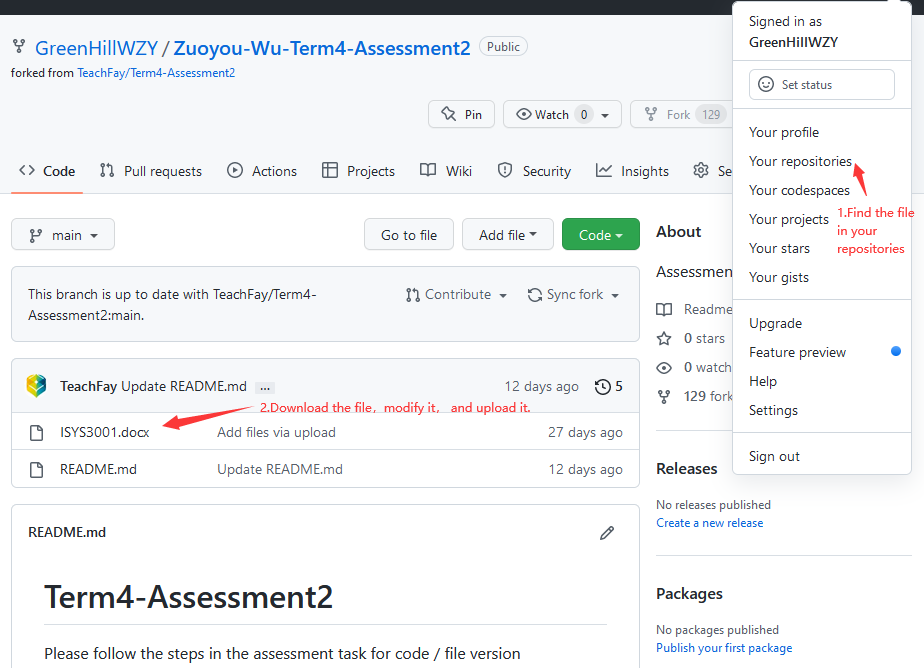 GreenHillWZY / Zuoyou-Wu-Term4-Assessment2 Public
forked from TeachFay/Term4-Assessment2
Pin
Watch 0
Fork 129
Code
Pull requests
Actions
Projects
Wiki
Security
Insights
Se
main
Go to file
Add file
Code
This branch is up to date with TeachFay/Term4-
Assessment2:main.
Contribute
Sync fork
TeachFay Update README.md ...
12 days ago
5
2.Download the file, modify it, and upload it.
ISYS3001.docx
Add files via upload
27 days ago
README.md
Update README.md
12 days ago
README.md
Term4-Assessment2
Please follow the steps in the assessment task for code / file version
About
Assessmen
Readme
0 stars
0 watch
129 fork
Releases
No releases published
Create a new release
Packages
No packages published
Publish your first package
Signed in as
GreenHillWZY
Set status
Your profile
Your repositories
Your codespaces
Your projects
Your stars
Your gists
1.Find the file
in your
repositories
Upgrade
Feature preview
Help
Settings
Sign out